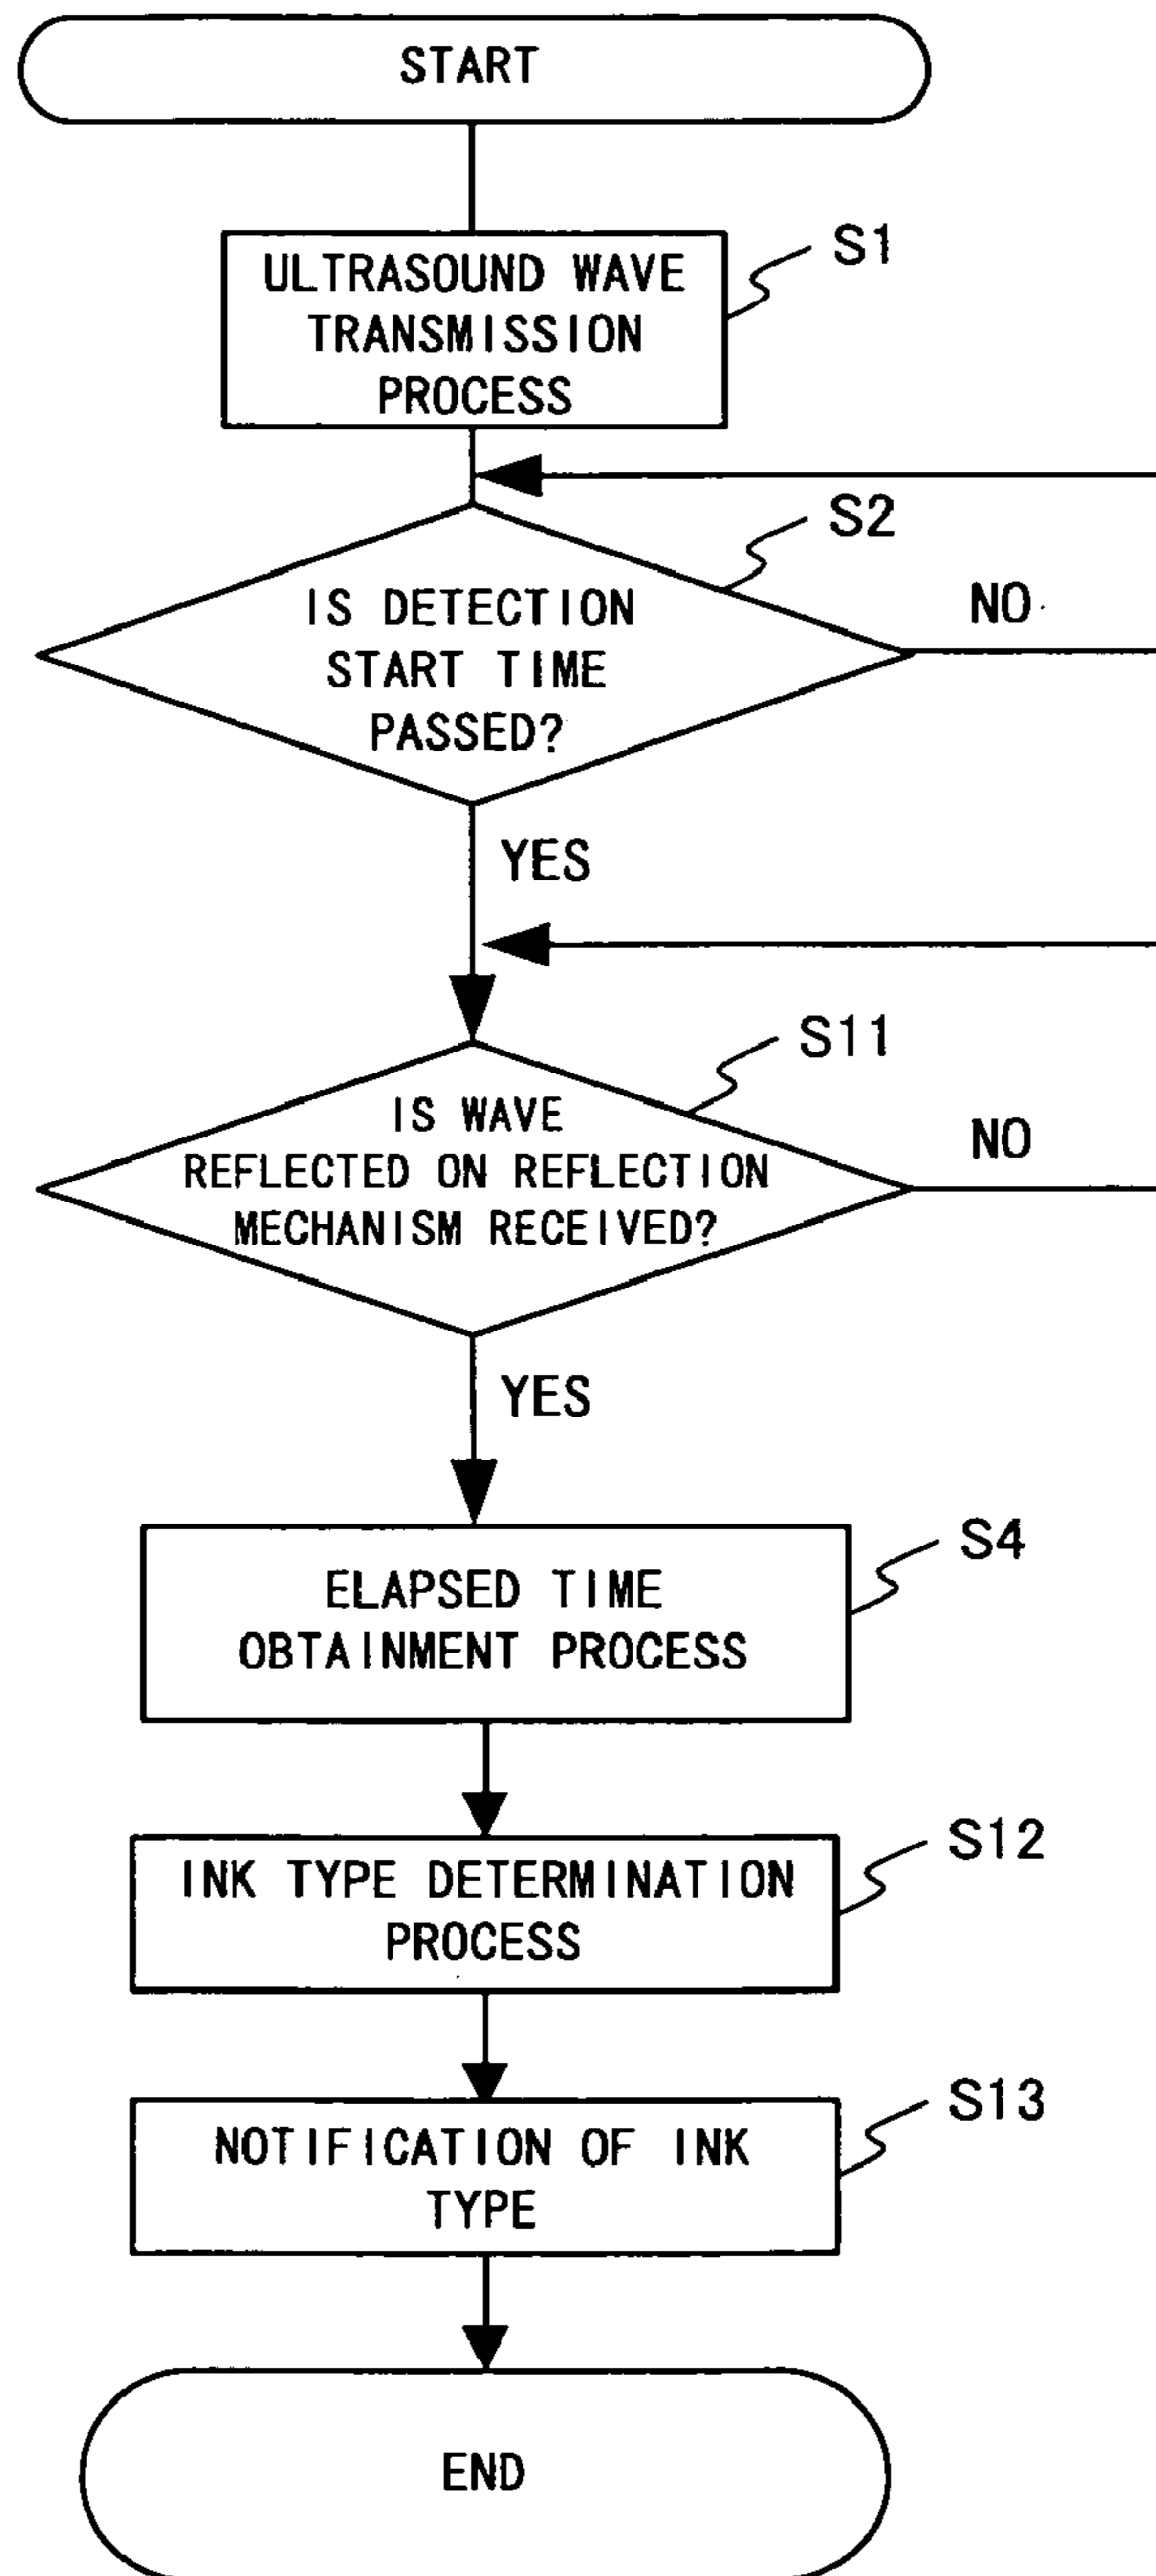 START
ULTRASOUND WAVE
TRANSMISSION
PROCESS
S1
IS DETECTION
START TIME
PASSED?
S2
NO
YES
IS WAVE
REFLECTED ON REFLECTION
MECHANISM RECEIVED?
S11
NO
YES
ELAPSED TIME
OBTAINMENT PROCESS
S4
INK TYPE DETERMINATION
PROCESS
S12
NOTIFICATION OF INK
TYPE
S13
END